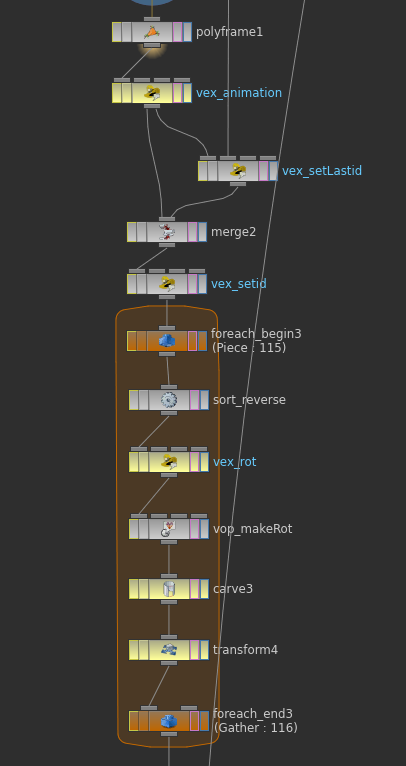 polyframe1
vex_animation
vex_setLastid
merge2
vex_setid
foreach_begin3
(Piece : 115)
sort_reverse
vex_rot
vop_makeRot
carve3
transform4
foreach_end3
(Gather : 116)